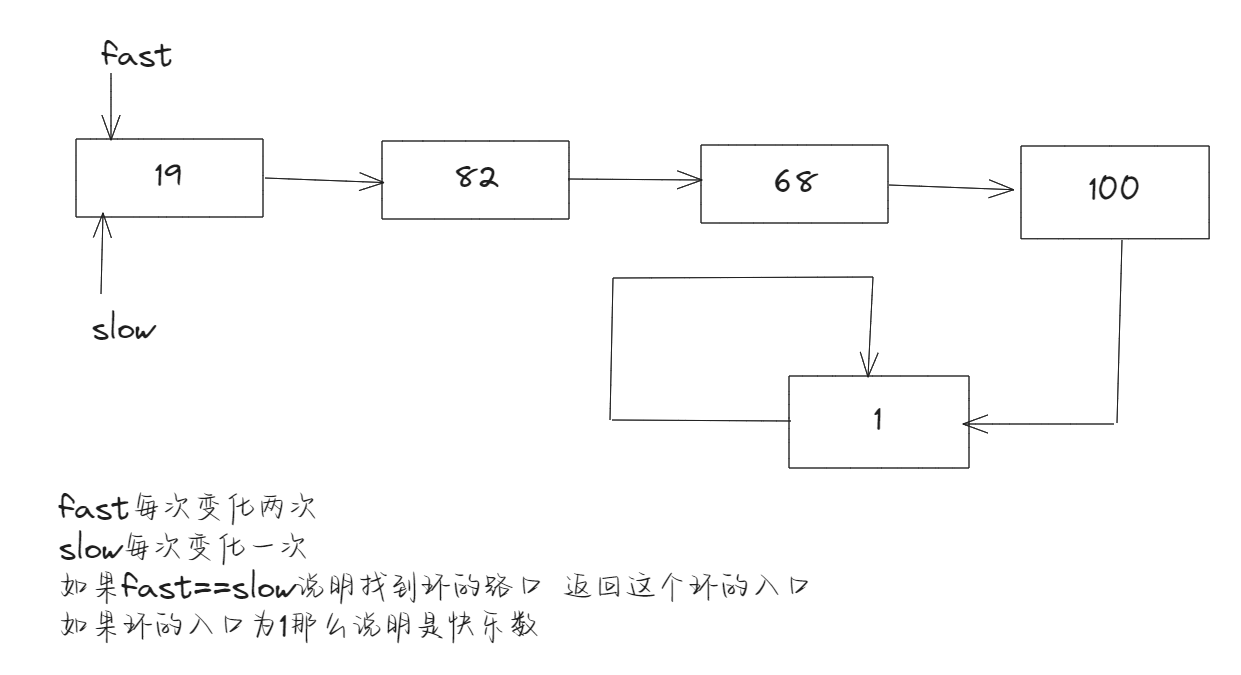 fast
19
82
68
100
slow
1
fast每次变化两次
slow每次变化一次
如果fast==slow说明找到环的路口 返回这个环的入口
如果环的入口为1那么说明是快乐数